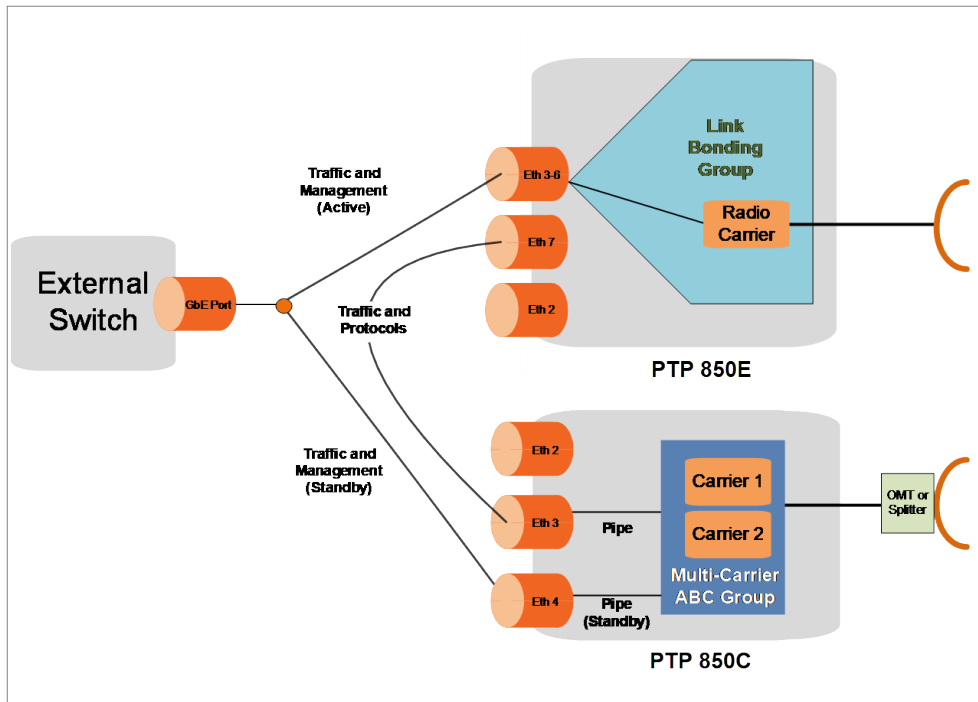 External
Switch
GbE Port
Traffic and
Management
(Active)
Traffic and
Protocols
Traffic and
Management
(Standby)
Eth 3-6
Eth 7
Eth 2
Link
Bonding
Group
Radio
Carrier
PTP 850E
Eth 2
Eth 3
Eth 4
Pipe
Pipe
(Standby)
Carrier 1
Carrier 2
Multi-Carrier
ABC Group
OMT or
Splitter
PTP 850C